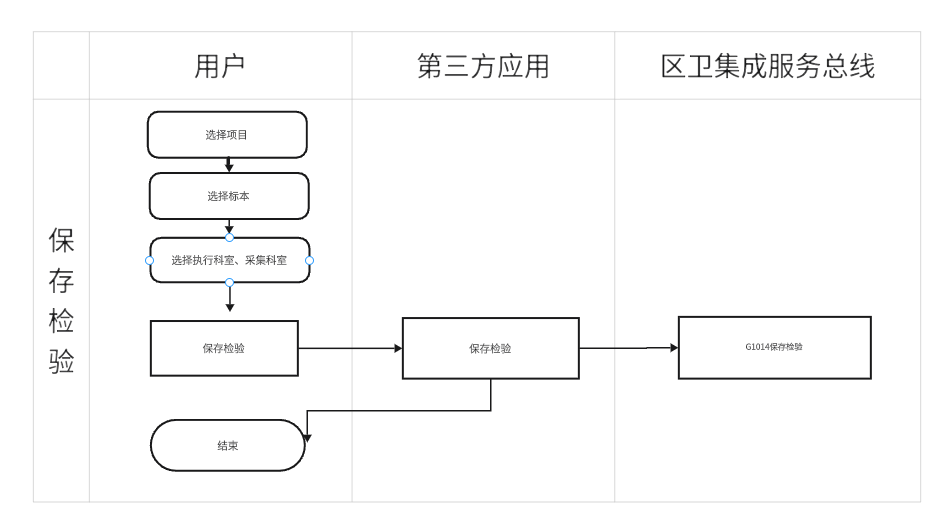 用户
第三方应用
区卫集成服务总线
保存检验
选择项目
选择标本
选择执行科室、采集科室
保存检验
保存检验
G1014保存检验
结束